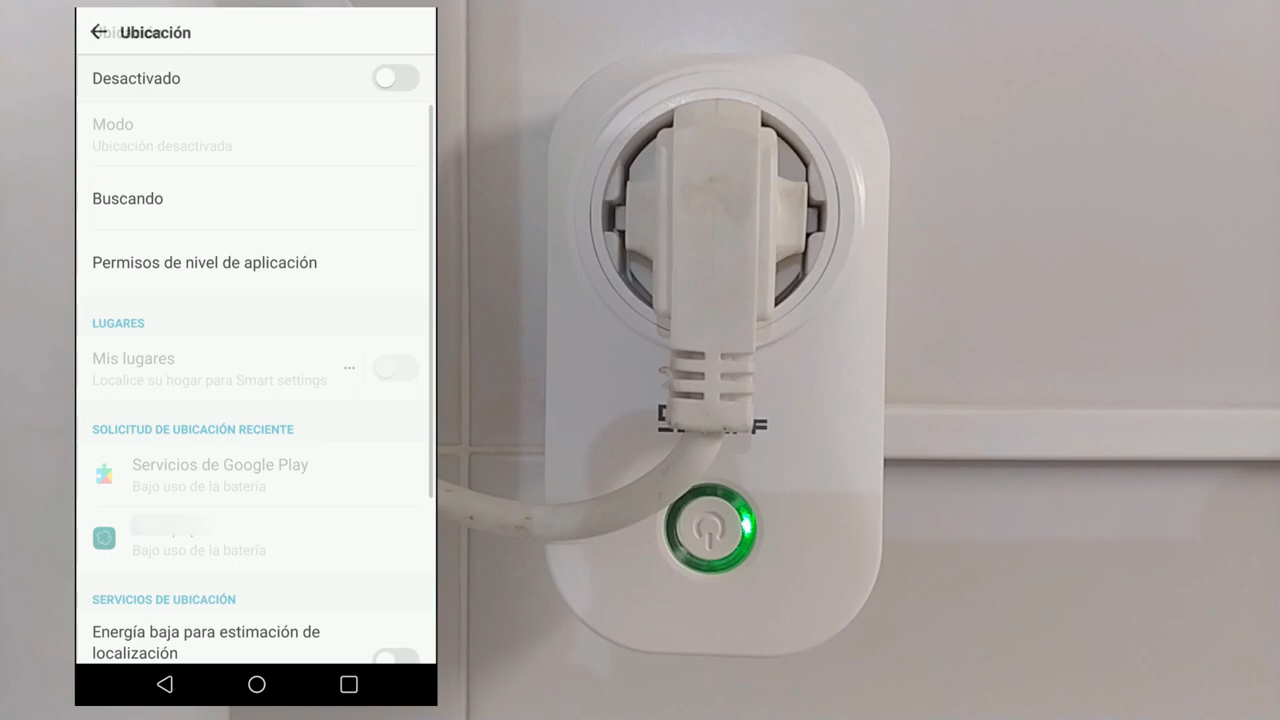 Ubicación
Desactivado
Modo
Ubicación desactivada
Buscando
Permisos de nivel de aplicación
LUGARES
Mis lugares
Localice su hogar para Smart settings
SOLICITUD DE UBICACIÓN RECIENTE
Servicios de Google Play
Bajo uso de la batería
Bajo uso de la batería
SERVICIOS DE UBICACIÓN
Energía baja para estimación de
localización